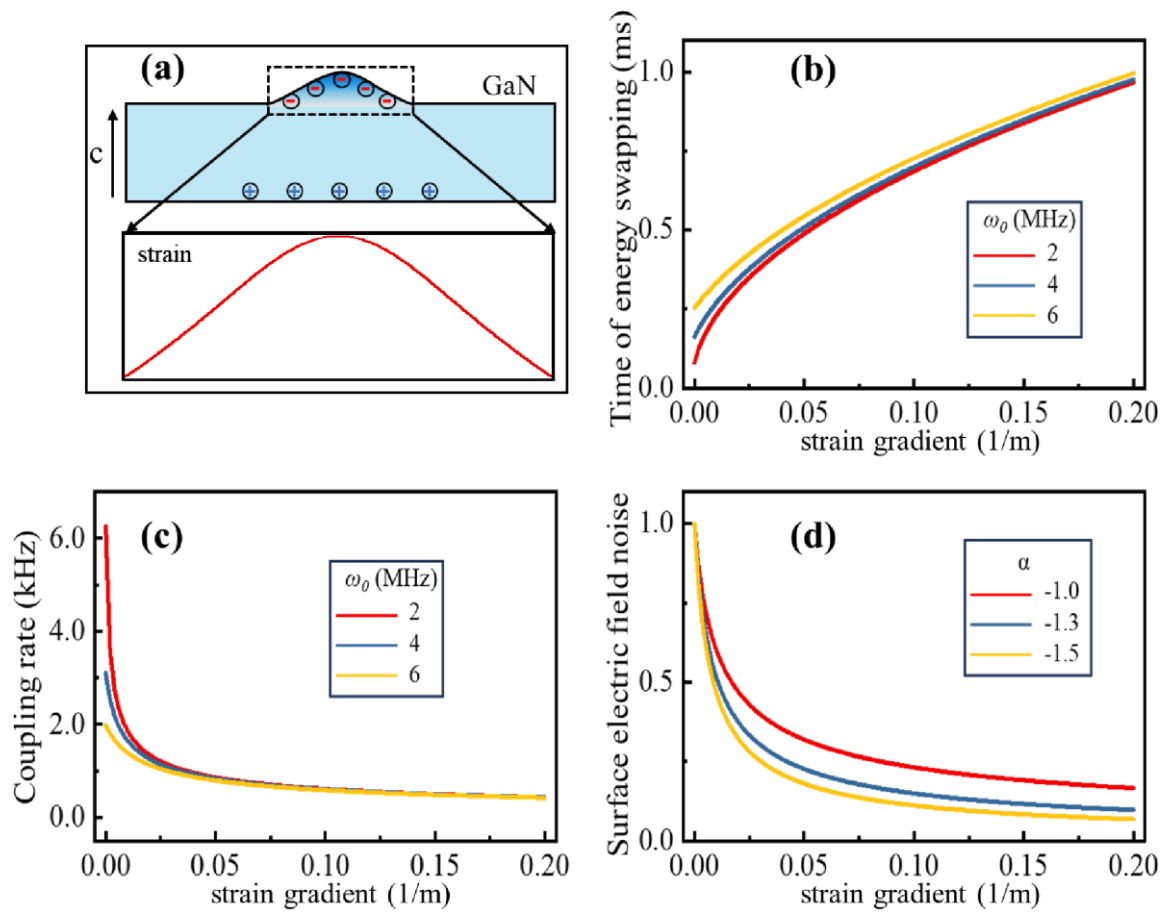 (a)
GaN
c
strain
(b)
Time of energy swapping (ms)
1.0
0.5
0.0
ω0 (MHz)
2
4
6
0.00 0.05 0.10 0.15 0.20
strain gradient (1/m)
(c)
Coupling rate (kHz)
6.0
4.0
2.0
0.0
ω0 (MHz)
2
4
6
0.00 0.05 0.10 0.15 0.20
strain gradient (1/m)
(d)
Surface electric field noise
1.0
0.5
0.0
α
-1.0
-1.3
-1.5
0.00 0.05 0.10 0.15 0.20
strain gradient (1/m)